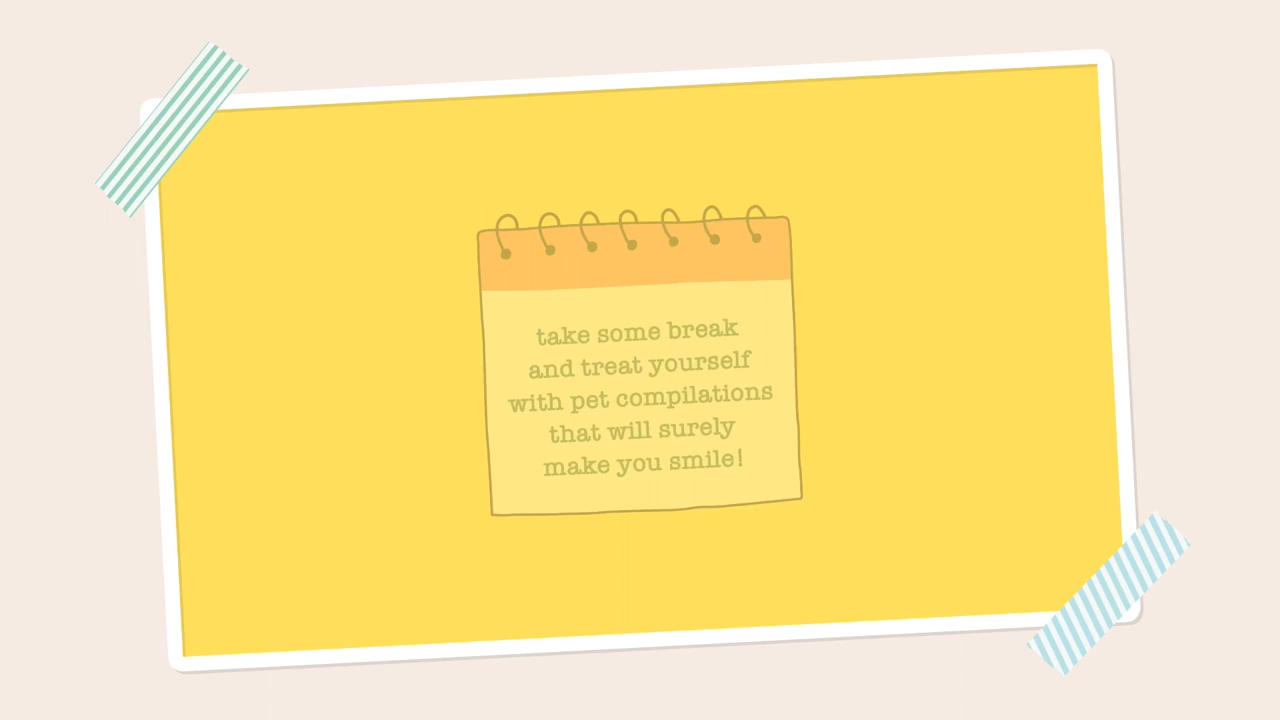 take some break
and treat yourself
with pet compilations
that will surely
make you smile!